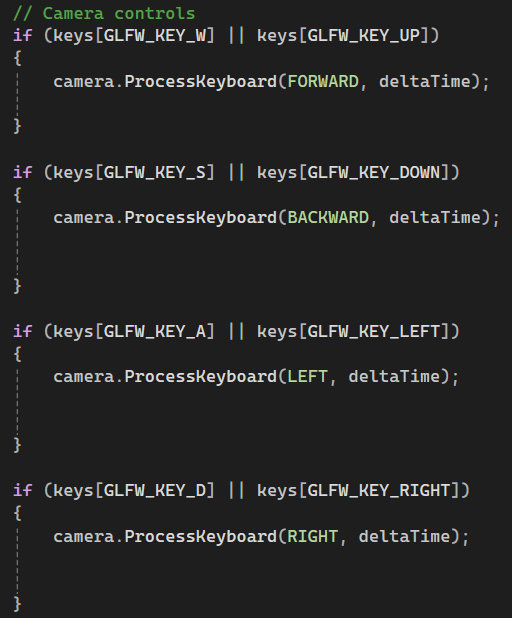 // Camera controls
if (keys[GLFW_KEY_W] || keys[GLFW_KEY_UP])
{
camera.ProcessKeyboard(FORWARD, deltaTime);
}
if (keys[GLFW_KEY_S] || keys[GLFW_KEY_DOWN])
{
camera.ProcessKeyboard(BACKWARD, deltaTime);
}
if (keys[GLFW_KEY_A] || keys[GLFW_KEY_LEFT])
{
camera.ProcessKeyboard(LEFT, deltaTime);
}
if (keys[GLFW_KEY_D] || keys[GLFW_KEY_RIGHT])
{
camera.ProcessKeyboard(RIGHT, deltaTime);
}